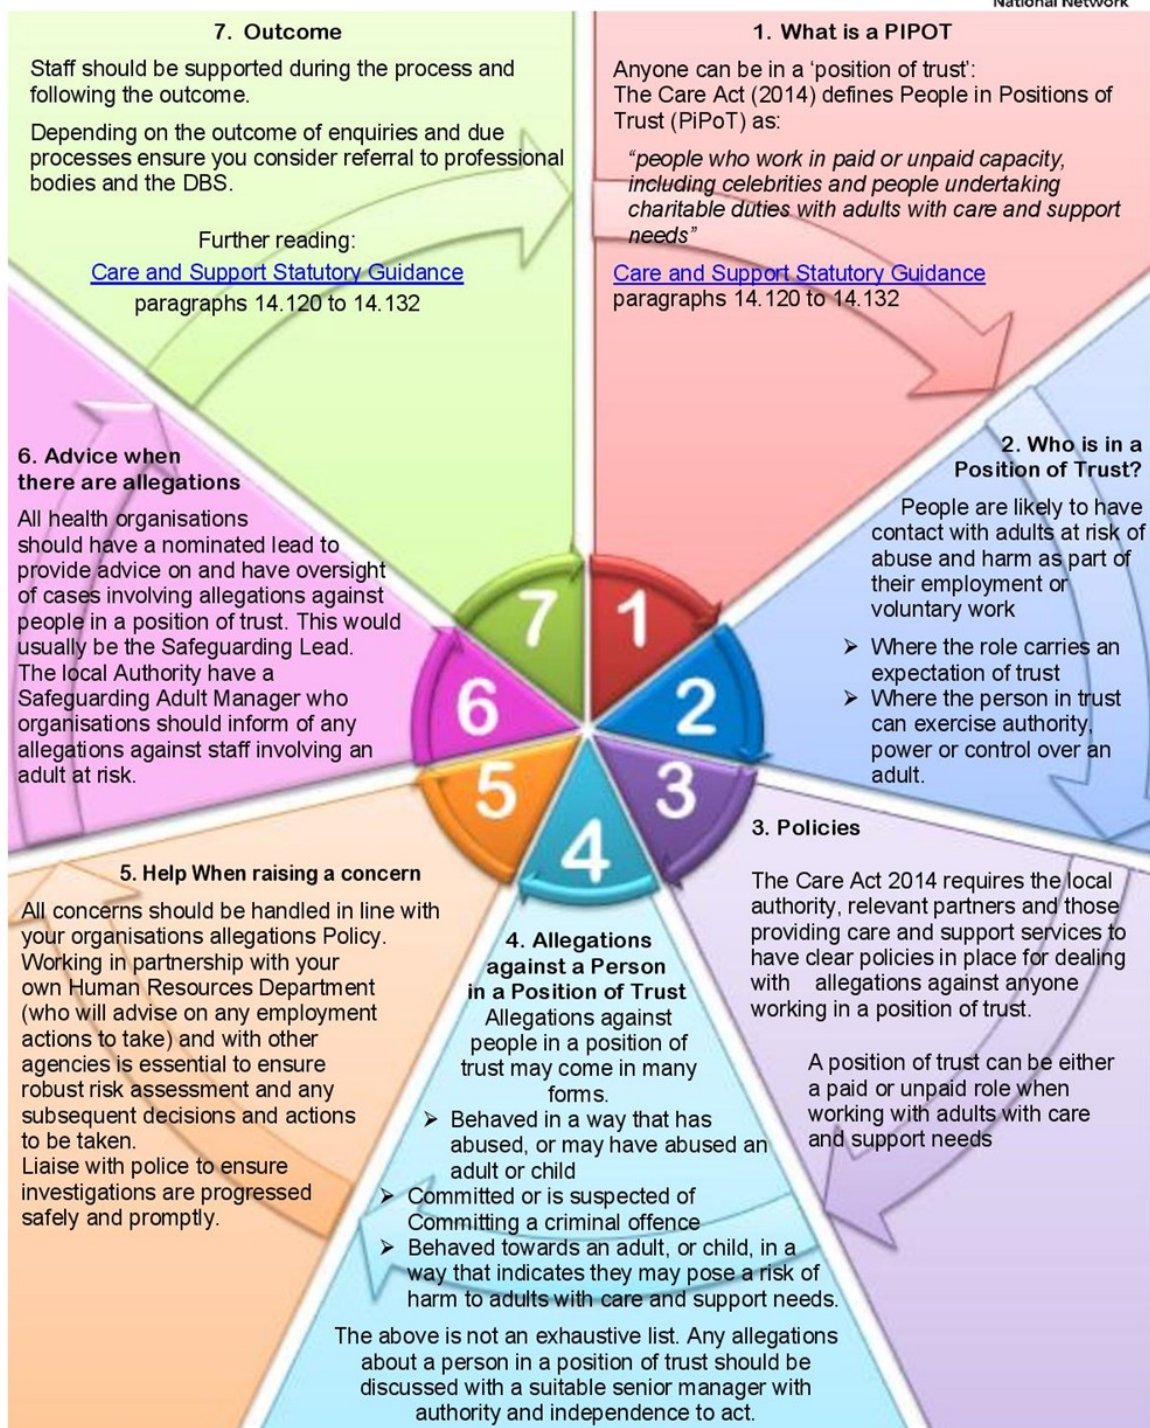 National Network
1. What is a PIPOT
Anyone can be in a ‘position of trust’:
The Care Act (2014) defines People in Positions of
Trust (PiPoT) as:
“people who work in paid or unpaid capacity,
including celebrities and people undertaking
charitable duties with adults with care and support
needs”
Care and Support Statutory Guidance
paragraphs 14.120 to 14.132
2. Who is in a
Position of Trust?
People are likely to have
contact with adults at risk of
abuse and harm as part of
their employment or
voluntary work
➢ Where the role carries an
expectation of trust
➢ Where the person in trust
can exercise authority,
power or control over an
adult.
3. Policies
The Care Act 2014 requires the local
authority, relevant partners and those
providing care and support services to
have clear policies in place for dealing
with allegations against anyone
working in a position of trust.
A position of trust can be either
a paid or unpaid role when
working with adults with care
and support needs
4. Allegations
against a Person
in a Position of Trust
Allegations against
people in a position of
trust may come in many
forms.
➢ Behaved in a way that has
abused, or may have abused an
adult or child
➢ Committed or is suspected of
Committing a criminal offence
➢ Behaved towards an adult, or child, in a
way that indicates they may pose a risk of
harm to adults with care and support needs.
The above is not an exhaustive list. Any allegations
about a person in a position of trust should be
discussed with a suitable senior manager with
authority and independence to act.
5. Help When raising a concern
All concerns should be handled in line with
your organisations allegations Policy.
Working in partnership with your
own Human Resources Department
(who will advise on any employment
actions to take) and with other
agencies is essential to ensure
robust risk assessment and any
subsequent decisions and actions
to be taken.
Liaise with police to ensure
investigations are progressed
safely and promptly.
6. Advice when
there are allegations
All health organisations
should have a nominated lead to
provide advice on and have oversight
of cases involving allegations against
people in a position of trust. This would
usually be the Safeguarding Lead.
The local Authority have a
Safeguarding Adult Manager who
organisations should inform of any
allegations against staff involving an
adult at risk.
7. Outcome
Staff should be supported during the process and
following the outcome.
Depending on the outcome of enquiries and due
processes ensure you consider referral to professional
bodies and the DBS.
Further reading:
Care and Support Statutory Guidance
paragraphs 14.120 to 14.132
1
2
3
4
5
6
7